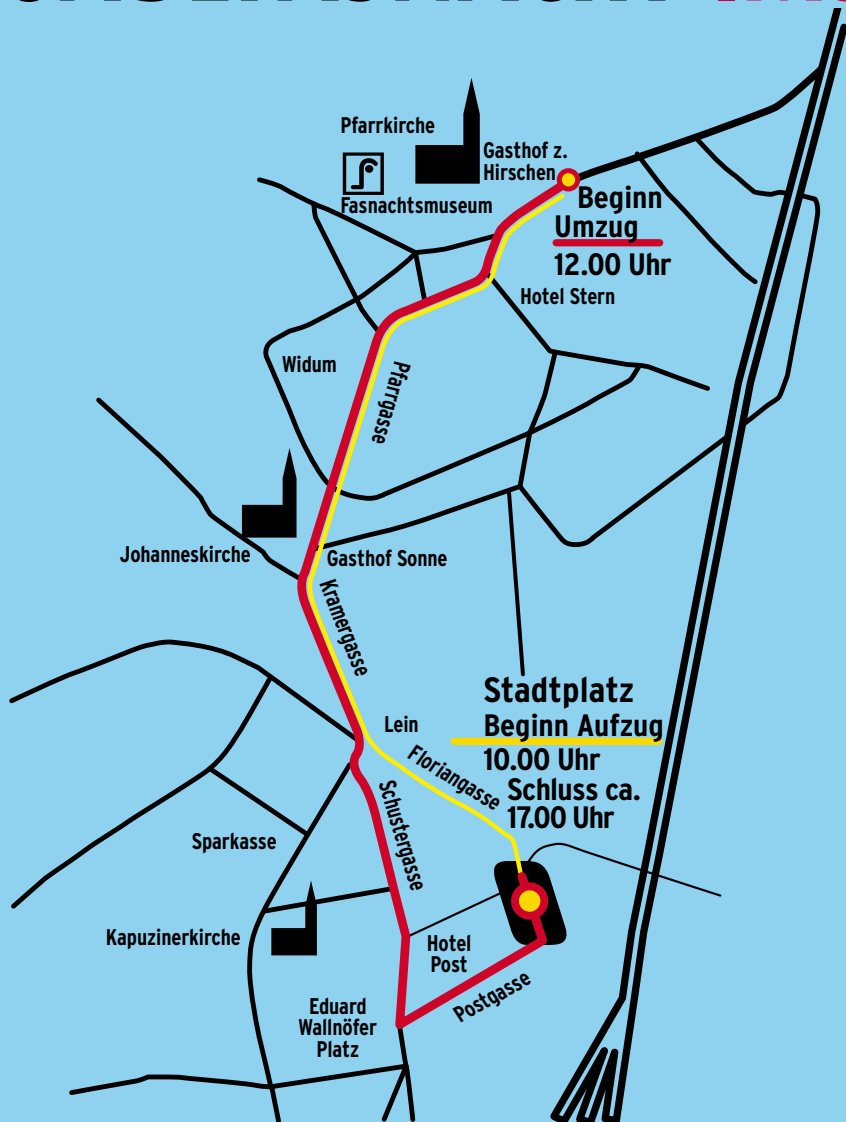 Pfarrkirche
Gasthof z.
Hirschen
Fasnachtsmuseum
Beginn
Umzug
12.00 Uhr
Hotel Stern
Widum
Pfarrgasse
Johanneskirche
Gasthof Sonne
Kramergasse
Stadtplatz
Lein
Beginn Aufzug
10.00 Uhr
Floriangasse
Schluss ca.
17.00 Uhr
Schustergasse
Sparkasse
Kapuzinerkirche
Hotel
Post
Postgasse
Eduard
Wallnöfer
Platz